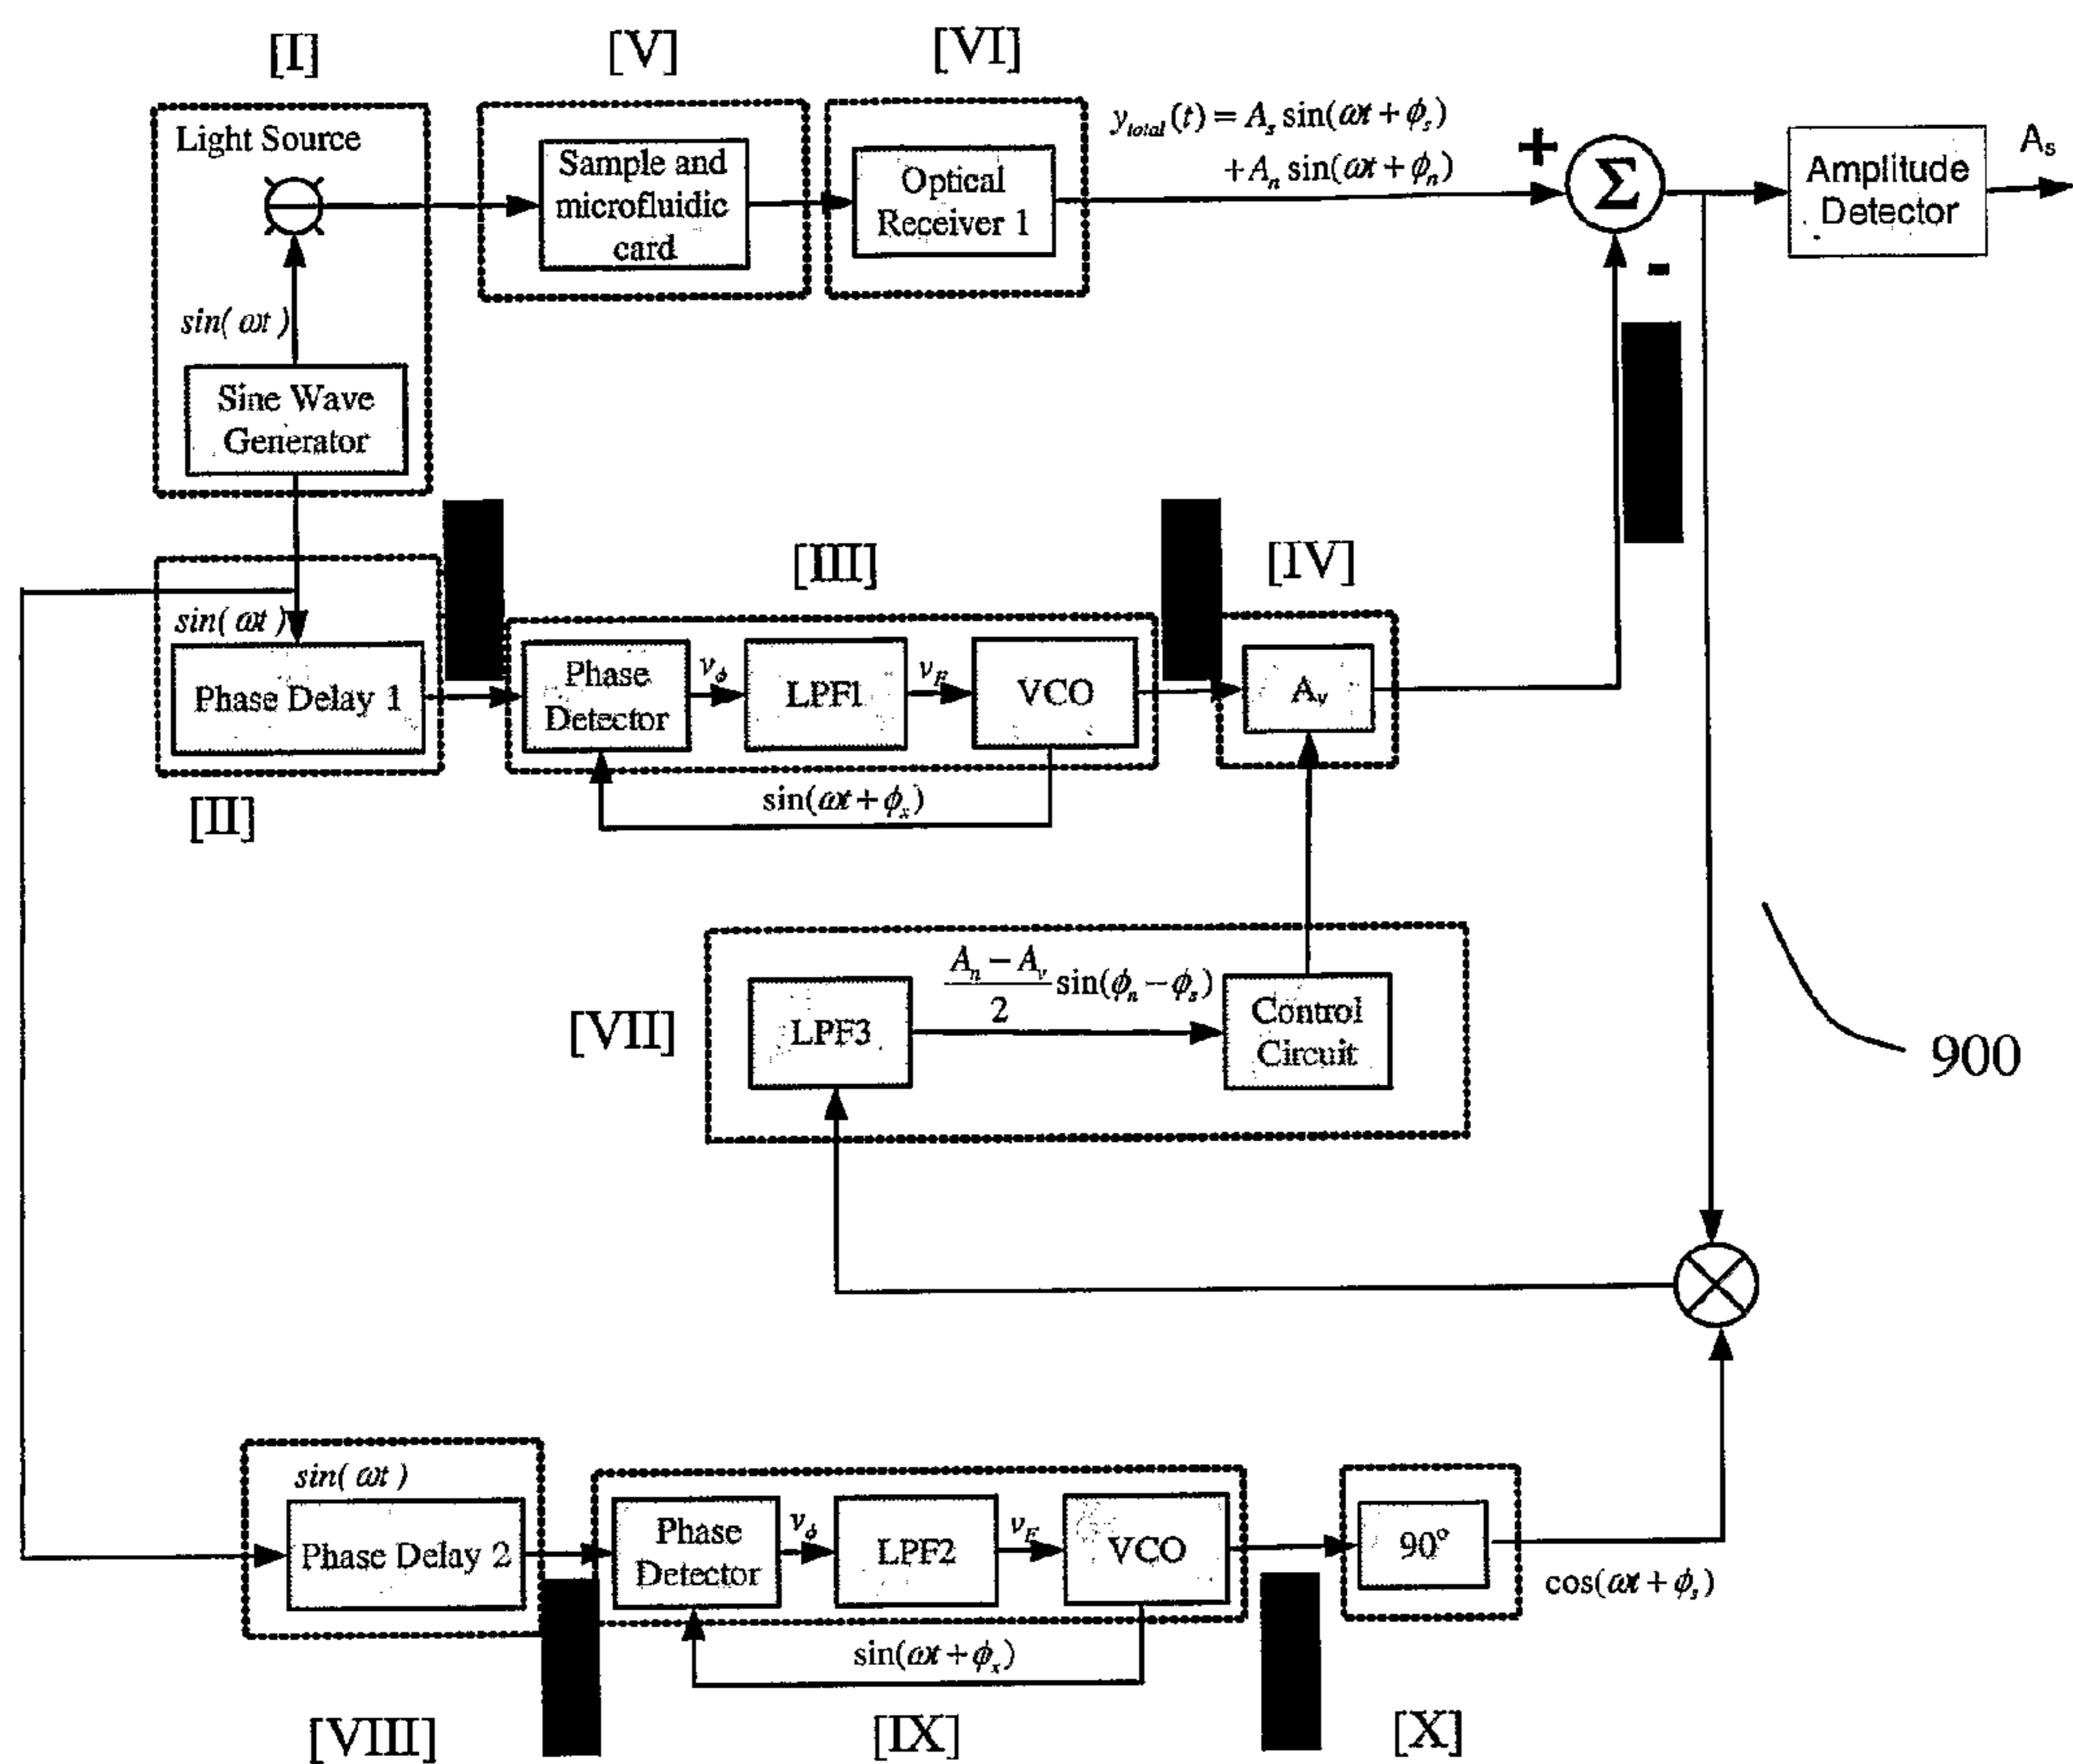 [I]
[V]
[VI]
Light Source
Sample and
microfluidic
card
Optical
Receiver 1
y_total(t) = A_s sin(ωt + ϕ_s)
+ A_n sin(ωt + ϕ_n)
+
Σ
-
Amplitude
Detector
A_s
sin( ωt )
Sine Wave
Generator
sin( ωt )
Phase Delay 1
[II]
[III]
Phase
Detector
v_ϕ
LPF1
v_F
VCO
sin(ωt + ϕ_x)
[IV]
A_v
[VII]
LPF3
A_n − A_v
2
sin(ϕ_n − ϕ_s)
Control
Circuit
900
sin( ωt )
Phase Delay 2
[VIII]
Phase
Detector
v_ϕ
LPF2
v_F
VCO
sin(ωt + ϕ_x)
[IX]
90°
[X]
cos(ωt + ϕ_s)